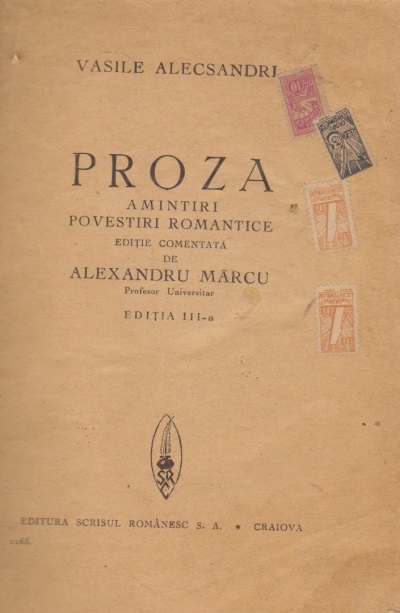 VASILE ALECSANDRI
PROZA
AMINTIRI
POVESTIRI ROMANTICE
EDIȚIE COMENTATĂ
DE
ALEXANDRU MARCU
Profesor Universitar
EDIȚIA III-a
SRC
EDITURA SCRISUL ROMÂNESC S. A. • CRAIOVA